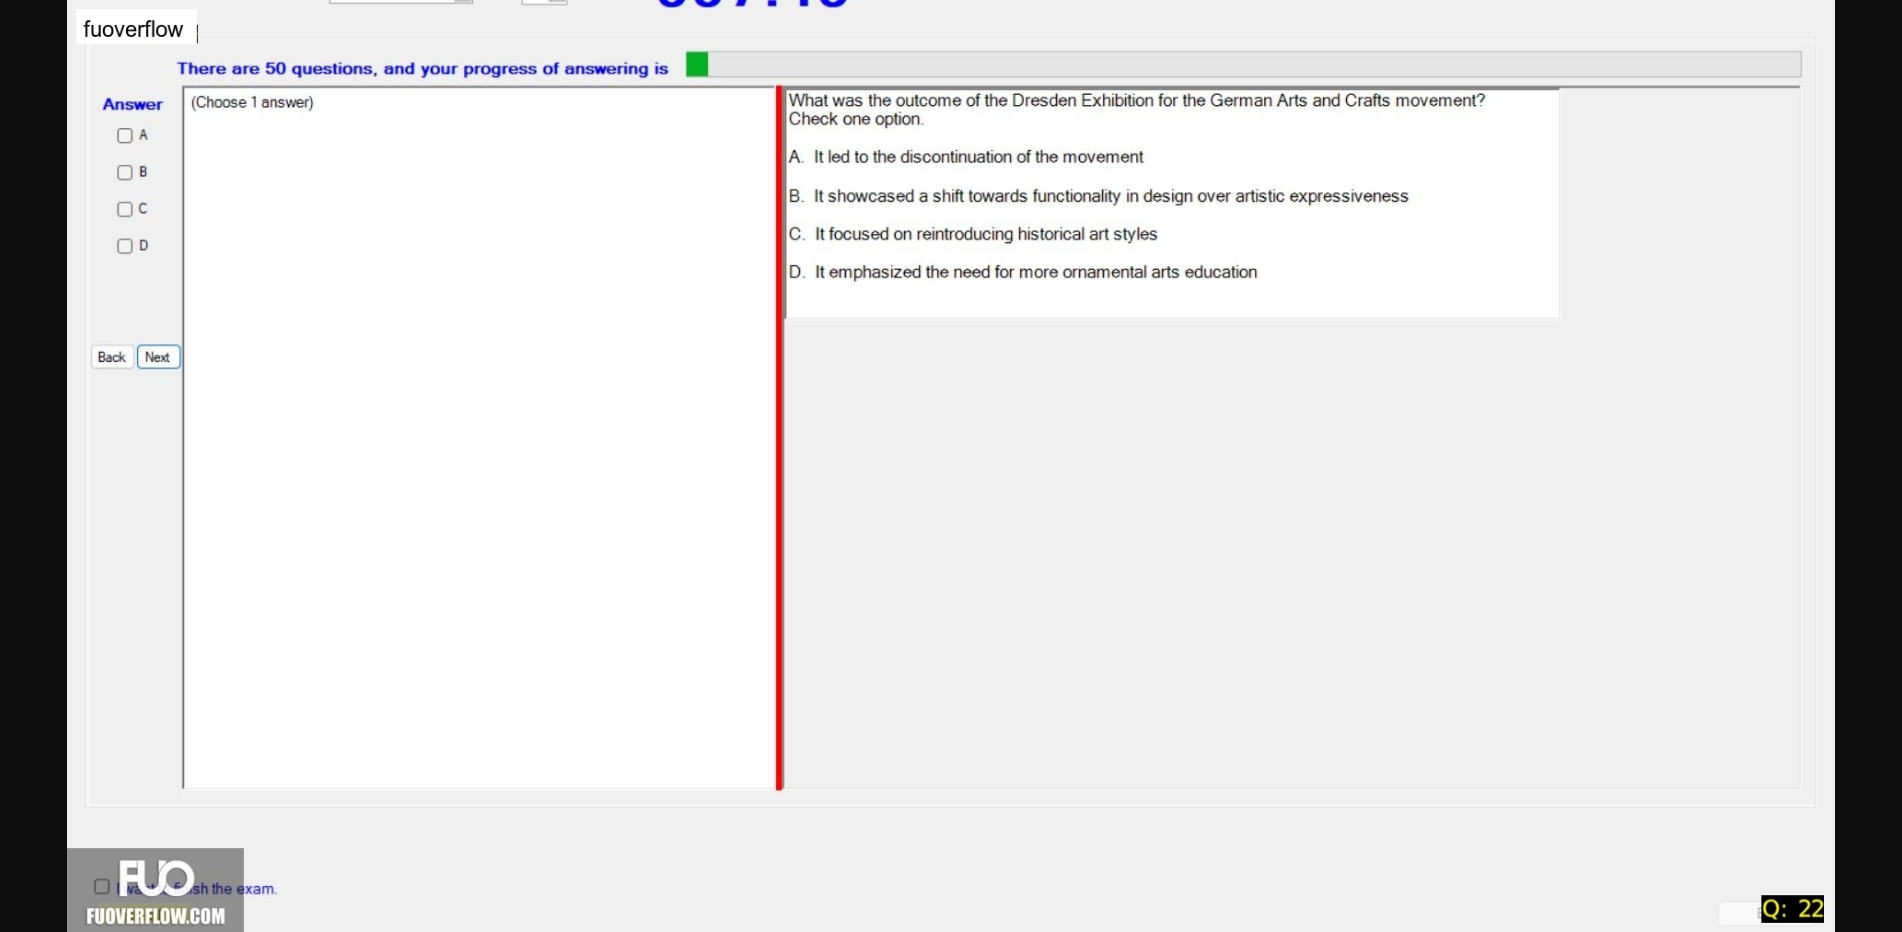 fuoverflow
There are 50 questions, and your progress of answering is
Answer
(Choose 1 answer)
A
B
C
D
Back Next
What was the outcome of the Dresden Exhibition for the German Arts and Crafts movement?
Check one option.
A. It led to the discontinuation of the movement
B. It showcased a shift towards functionality in design over artistic expressiveness
C. It focused on reintroducing historical art styles
D. It emphasized the need for more ornamental arts education
FUO
the exam.
FUOVERFLOW.COM
Q: 22